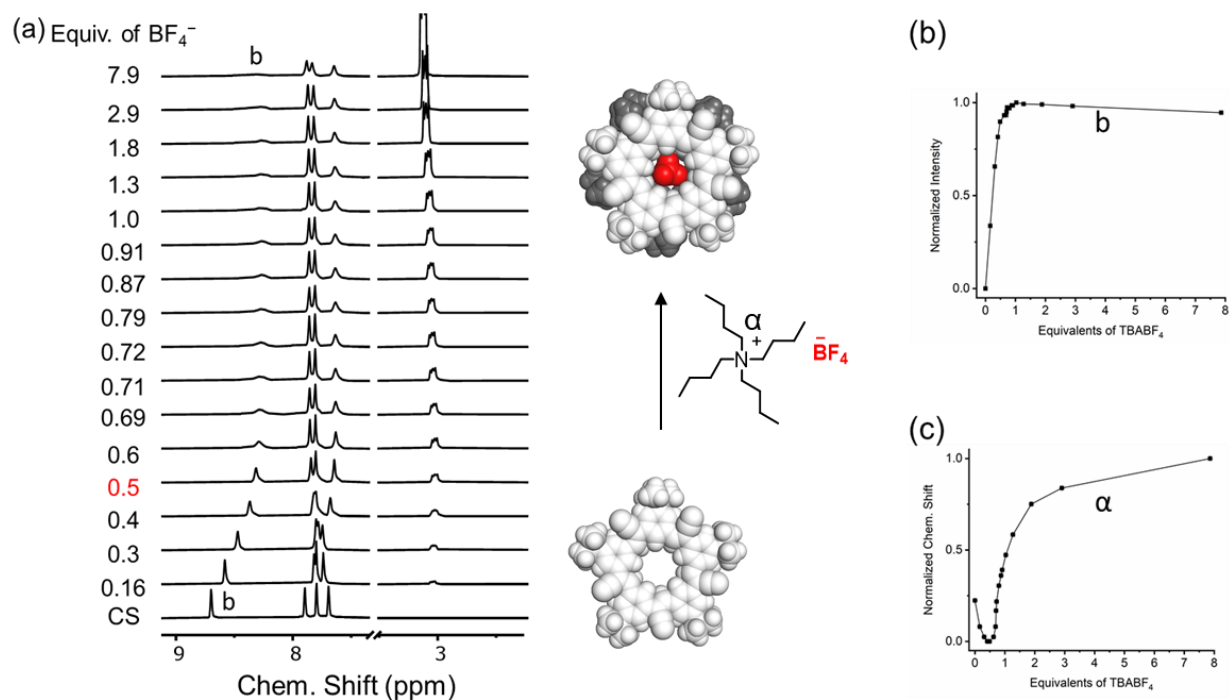 (a) Equiv. of BF₄⁻
b
7.9
2.9
1.8
1.3
1.0
0.91
0.87
0.79
0.72
0.71
0.69
0.6
0.5
0.4
0.3
0.16
CS
b
9 8 3
Chem. Shift (ppm)
α
+
N
B̄F₄
(b)
1.0
b
Normalized Intensity
0.5
0.0
0 1 2 3 4 5 6 7 8
Equivalents of TBABF₄
(c)
1.0
α
Normalized Chem. Shift
0.5
0.0
0 1 2 3 4 5 6 7 8
Equivalents of TBABF₄